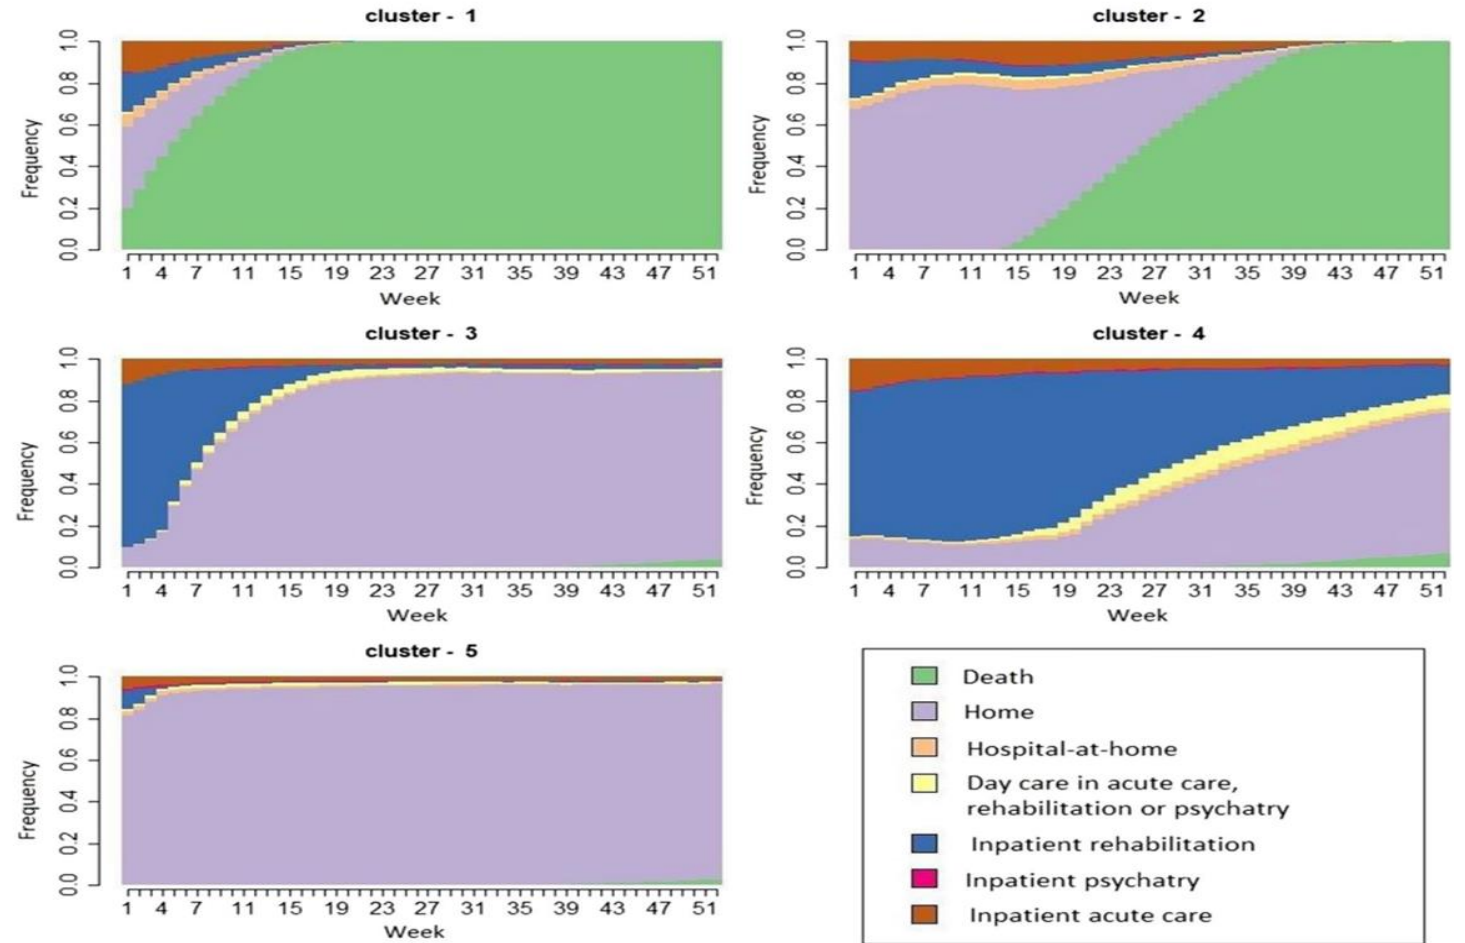 cluster - 1
Frequency
0.0 0.2 0.4 0.6 0.8 1.0
1 4 7 11 15 19 23 27 31 35 39 43 47 51
Week
cluster - 2
Frequency
0.0 0.2 0.4 0.6 0.8 1.0
1 4 7 11 15 19 23 27 31 35 39 43 47 51
Week
cluster - 3
Frequency
0.0 0.2 0.4 0.6 0.8 1.0
1 4 7 11 15 19 23 27 31 35 39 43 47 51
Week
cluster - 4
Frequency
0.0 0.2 0.4 0.6 0.8 1.0
1 4 7 11 15 19 23 27 31 35 39 43 47 51
Week
cluster - 5
Frequency
0.0 0.2 0.4 0.6 0.8 1.0
1 4 7 11 15 19 23 27 31 35 39 43 47 51
Week
Death
Home
Hospital-at-home
Day care in acute care,
rehabilitation or psychatry
Inpatient rehabilitation
Inpatient psychatry
Inpatient acute care